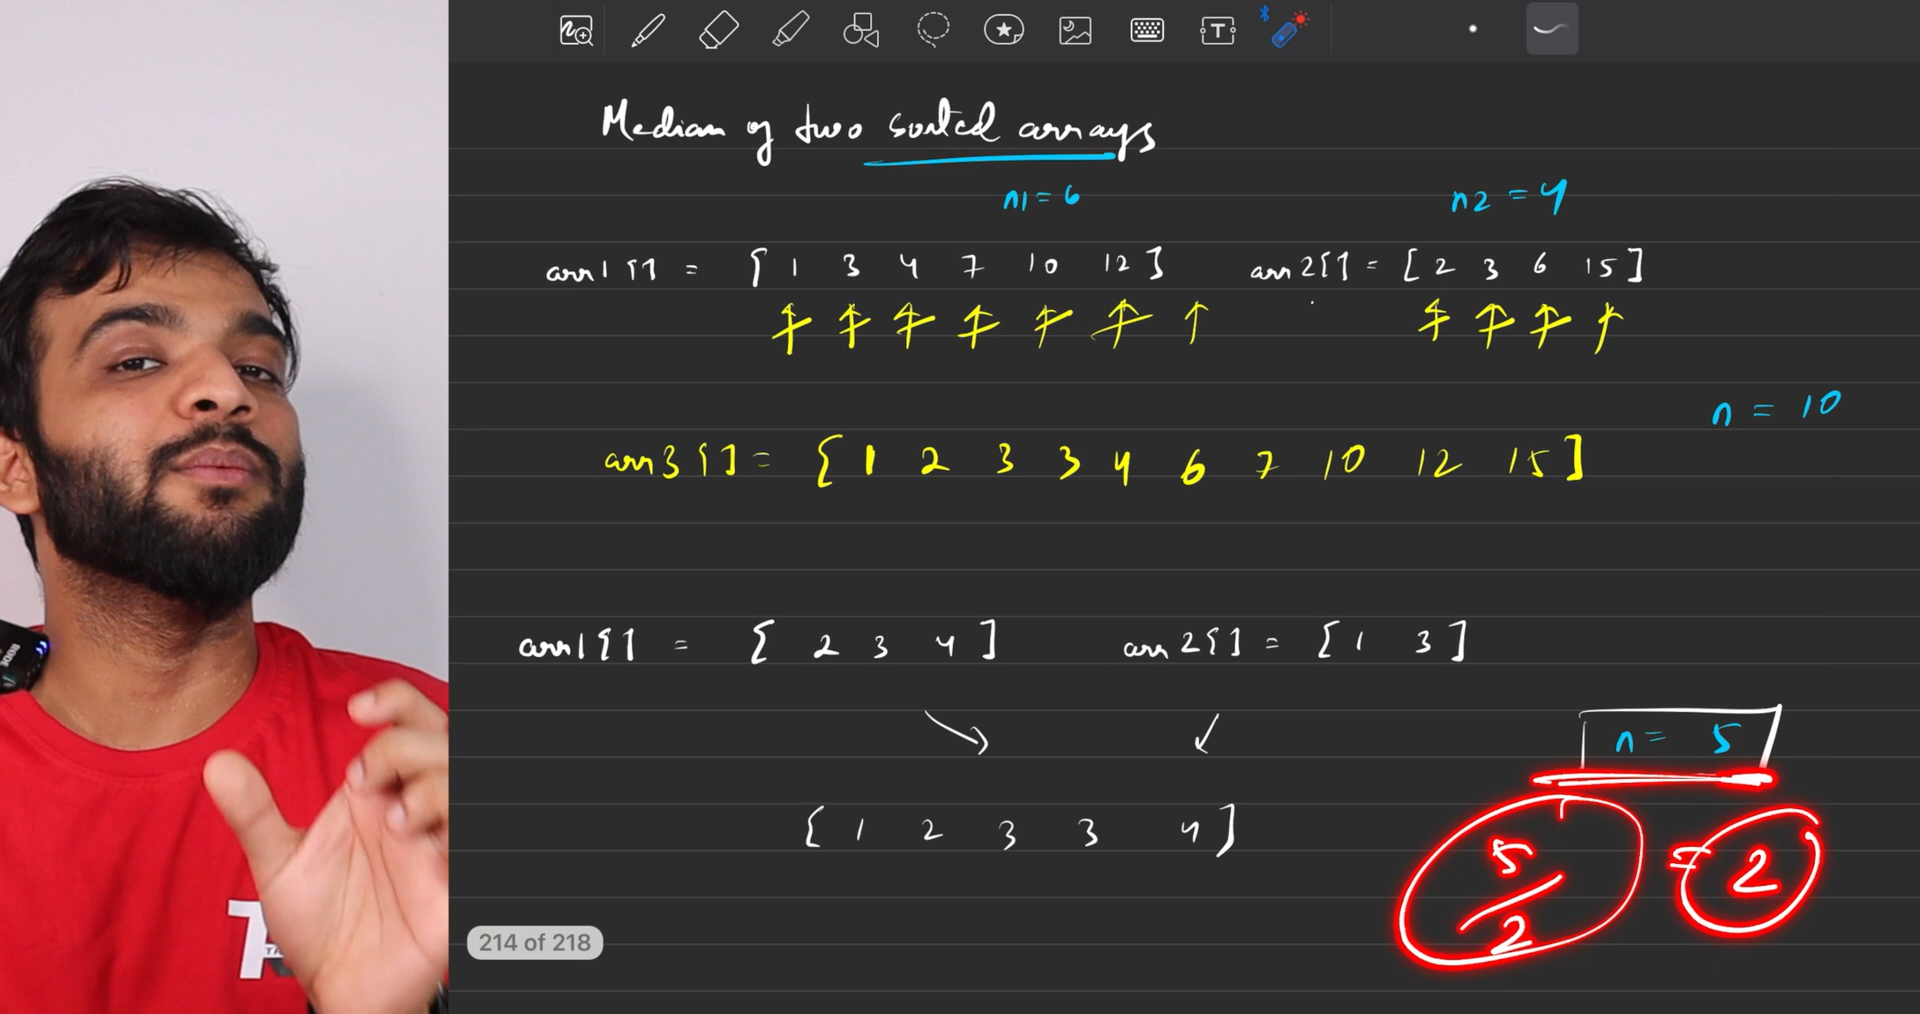 Median of two sorted arrays
n1 = 6
n2 = 4
arr1[] = [ 1 3 4 7 10 12 ]
arr2[] = [ 2 3 6 15 ]
n = 10
arr3[] = [ 1 2 3 3 4 6 7 10 12 15 ]
arr1[] = [ 2 3 4 ]
arr2[] = [ 1 3 ]
n = 5
[ 1 2 3 3 4 ]
5/2 = 2
214 of 218
RODE